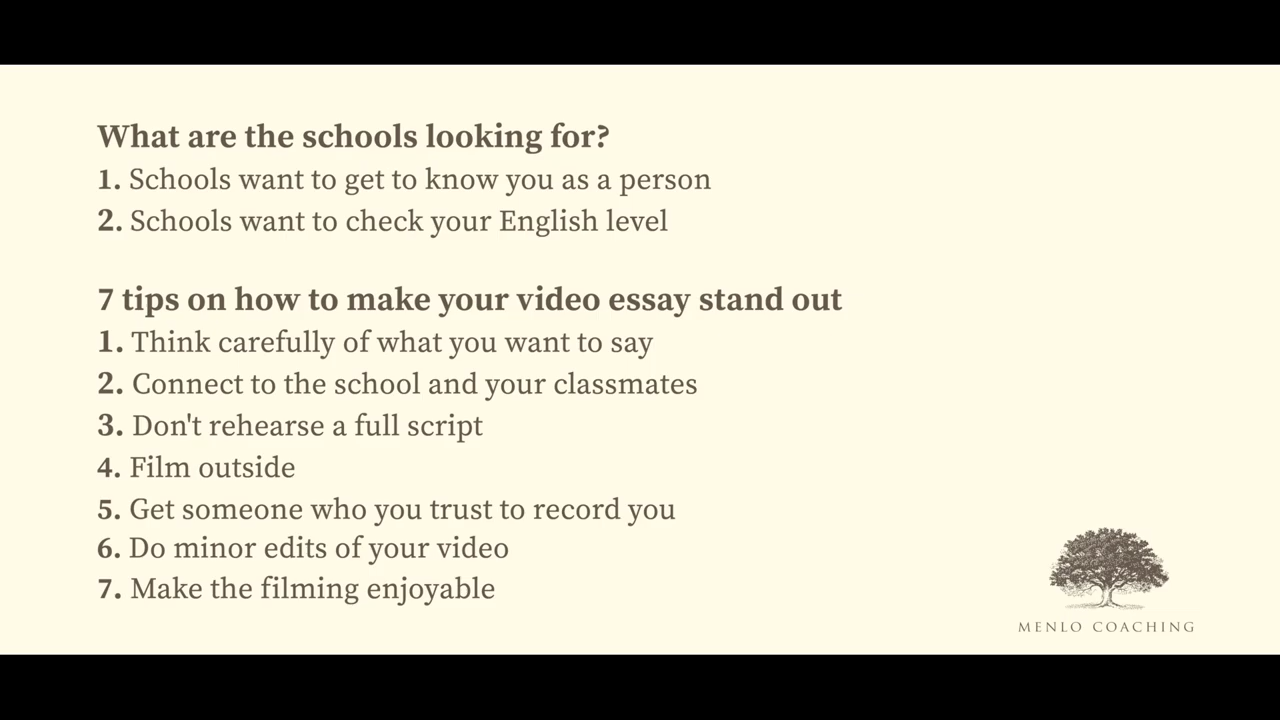 What are the schools looking for?
1. Schools want to get to know you as a person
2. Schools want to check your English level
7 tips on how to make your video essay stand out
1. Think carefully of what you want to say
2. Connect to the school and your classmates
3. Don't rehearse a full script
4. Film outside
5. Get someone who you trust to record you
6. Do minor edits of your video
7. Make the filming enjoyable
MENLO COACHING